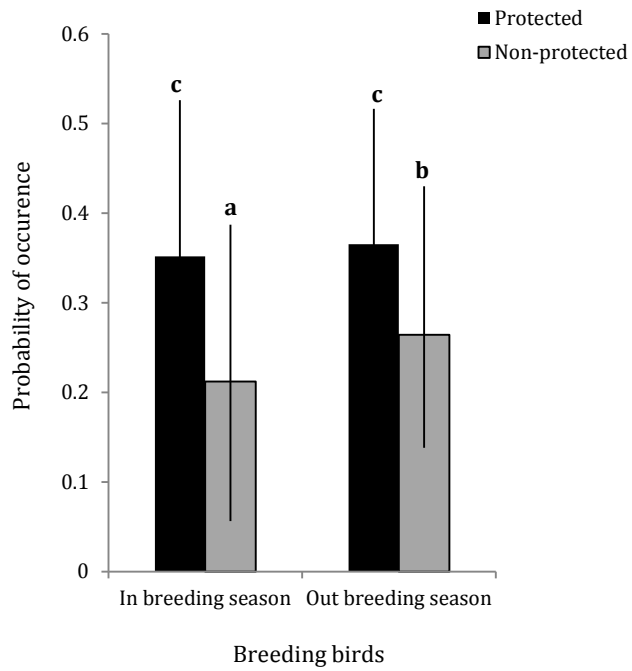 Protected
Non-protected
0.6
0.5
0.4
0.3
0.2
0.1
0
Probability of occurence
c
a
c
b
In breeding season
Out breeding season
Breeding birds